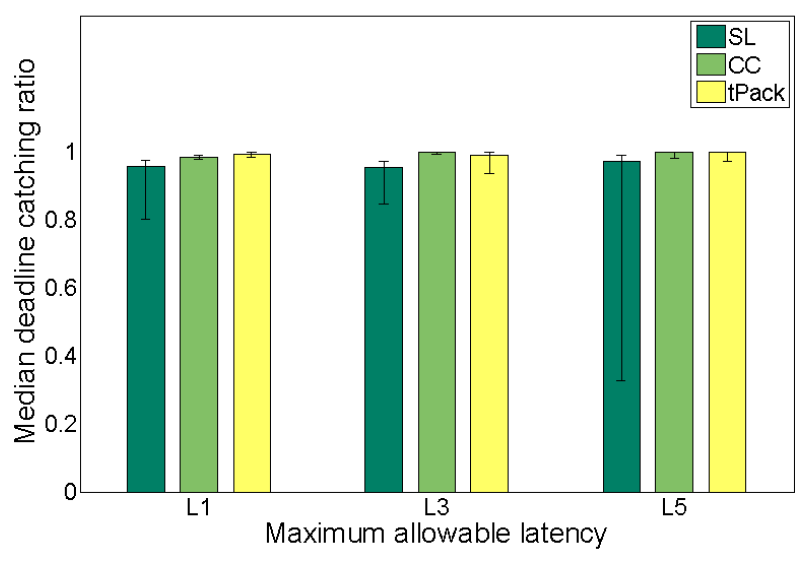 SL
CC
tPack
Median deadline catching ratio
1
0.8
0.6
0.4
0.2
0
L1
L3
L5
Maximum allowable latency